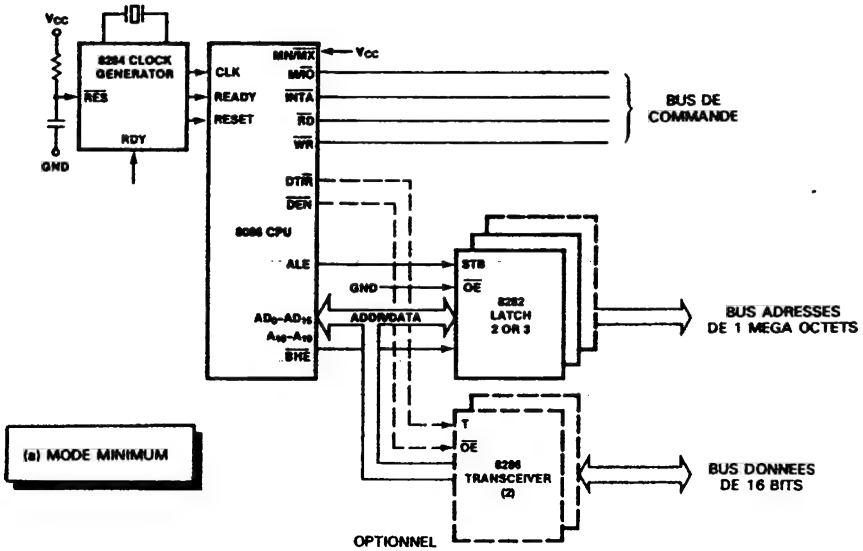 VCC
8284 CLOCK
GENERATOR
RES
RDY
GND
CLK
READY
RESET
8086 CPU
MN/MX
VCC
M/IO
INTA
RD
WR
DT/R
DEN
ALE
AD0-AD15
A16-A19
BHE
BUS DE
COMMANDE
GND
ADDR/DATA
STB
OE
8282
LATCH
2 OR 3
BUS ADRESSES
DE 1 MEGA OCTETS
T
OE
8286
TRANSCEIVER
(2)
BUS DONNEES
DE 16 BITS
OPTIONNEL
(a) MODE MINIMUM